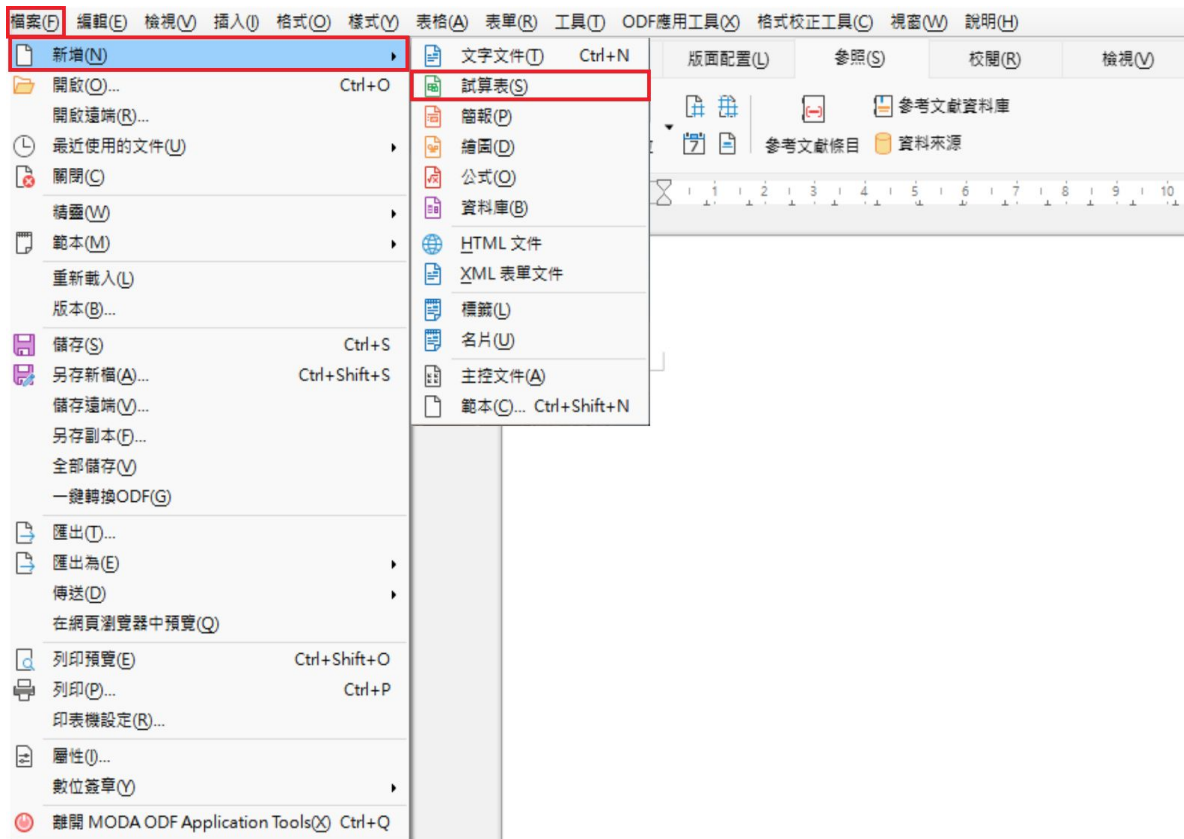 檔案(F) 編輯(E) 檢視(V) 插入(I) 格式(O) 樣式(Y) 表格(A) 表單(R) 工具(T) ODF應用工具(X) 格式校正工具(C) 視窗(W) 說明(H)
新增(N)
開啟(O)... Ctrl+O
開啟遠端(R)...
最近使用的文件(U)
關閉(C)
精靈(W)
範本(M)
重新載入(L)
版本(B)...
儲存(S) Ctrl+S
另存新檔(A)... Ctrl+Shift+S
儲存遠端(V)...
另存副本(F)...
全部儲存(V)
一鍵轉換ODF(G)
匯出(T)...
匯出為(E)
傳送(D)
在網頁瀏覽器中預覽(Q)
列印預覽(E) Ctrl+Shift+O
列印(P)... Ctrl+P
印表機設定(R)...
屬性(I)...
數位簽章(Y)
離開 MODA ODF Application Tools(X) Ctrl+Q
文字文件(T) Ctrl+N
試算表(S)
簡報(P)
繪圖(D)
公式(O)
資料庫(B)
HTML 文件
XML 表單文件
標籤(L)
名片(U)
主控文件(A)
範本(C)... Ctrl+Shift+N
版面配置(L) 參照(S) 校閱(R) 檢視(V)
參考文獻資料庫
參考文獻條目 資料來源
1 2 3 4 5 6 7 8 9 10